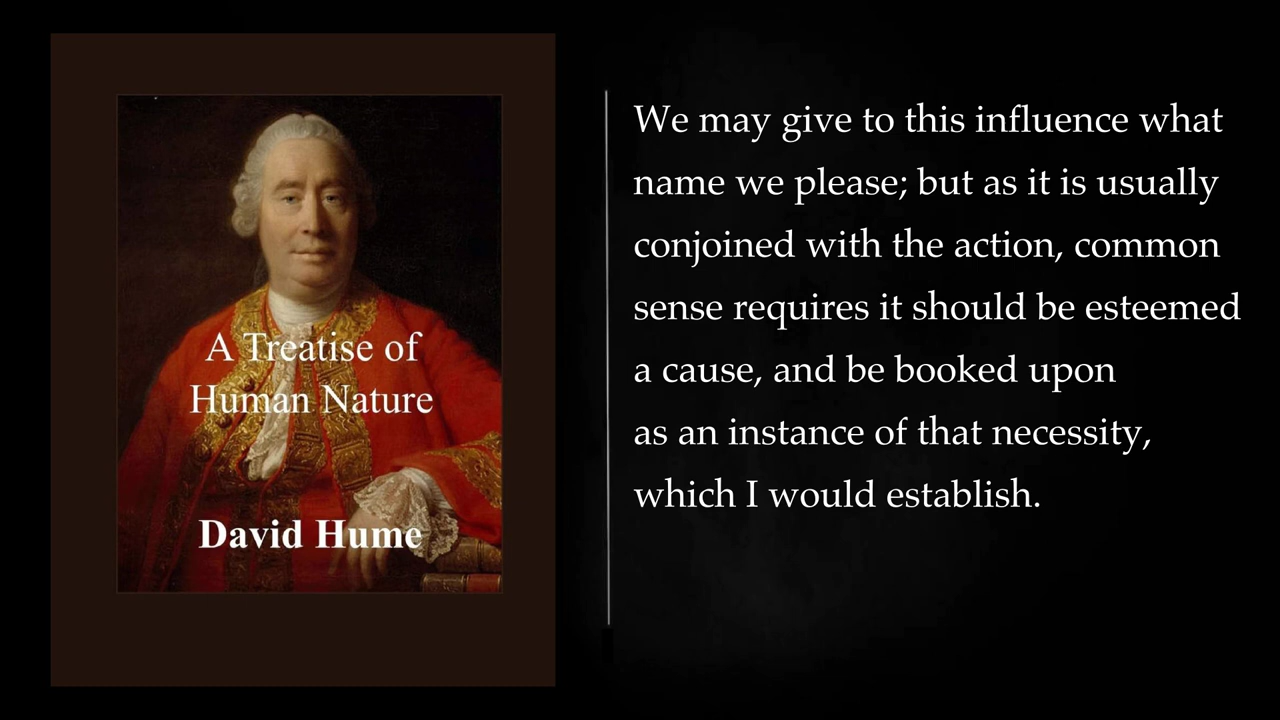 A Treatise of
Human Nature
David Hume
We may give to this influence what
name we please; but as it is usually
conjoined with the action, common
sense requires it should be esteemed
a cause, and be booked upon
as an instance of that necessity,
which I would establish.